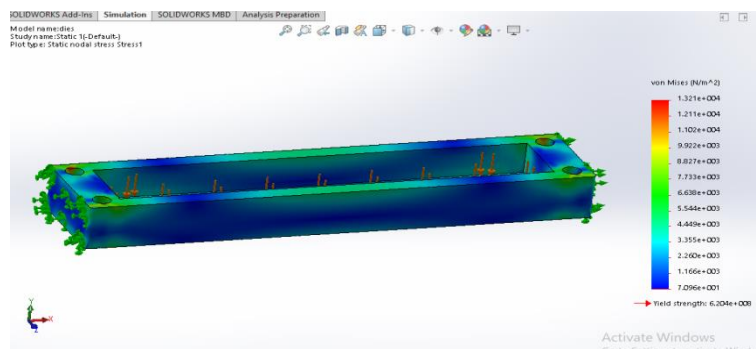 SOLIDWORKS Add-Ins Simulation SOLIDWORKS MBD Analysis Preparation
Model name:dies
Study name:Static 1(-Default-)
Plot type: Static nodal stress Stress1
von Mises (N/m^2)
1.321e+004
1.211e+004
1.102e+004
9.922e+003
8.827e+003
7.733e+003
6.638e+003
5.544e+003
4.449e+003
3.355e+003
2.260e+003
1.166e+003
7.096e+001
Yield strength: 6.204e+008
Y
X
Z
Activate Windows